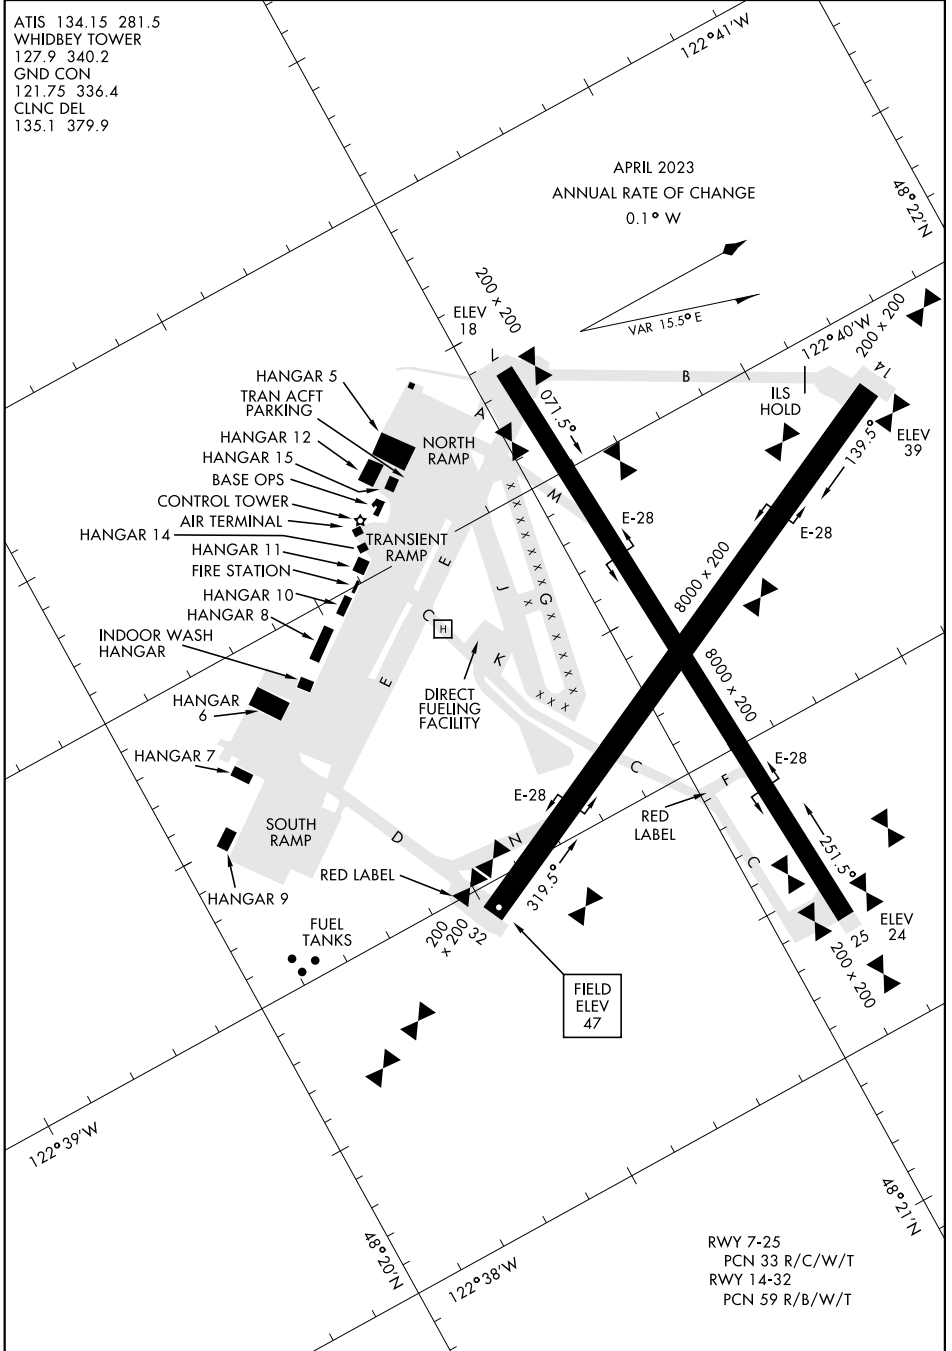 ATIS 134.15 281.5
WHIDBEY TOWER
127.9 340.2
GND CON
121.75 336.4
CLNC DEL
135.1 379.9
122°41'W
APRIL 2023
ANNUAL RATE OF CHANGE
0.1° W
48°22'N
VAR 15.5° E
200 x 200
ELEV
18
7
122°40'W
200 x 200
14
B
ILS
HOLD
ELEV
39
HANGAR 5
TRAN ACFT
PARKING
HANGAR 12
HANGAR 15
BASE OPS
CONTROL TOWER
AIR TERMINAL
HANGAR 14
HANGAR 11
FIRE STATION
HANGAR 10
HANGAR 8
INDOOR WASH
HANGAR
HANGAR
6
HANGAR 7
HANGAR 9
A
NORTH
RAMP
071.5°
139.5°
M
E-28
E-28
TRANSIENT
RAMP
E
x x x x x x x x x x x x x x x
J
G
8000 x 200
C
H
K
E
DIRECT
FUELING
FACILITY
8000 x 200
C
F
E-28
E-28
RED
LABEL
SOUTH
RAMP
D
N
319.5°
251.5°
C
RED LABEL
200
x 200
32
FUEL
TANKS
ELEV
24
25
200 x 200
FIELD
ELEV
47
122°39'W
48°20'N
122°38'W
48°21'N
RWY 7-25
PCN 33 R/C/W/T
RWY 14-32
PCN 59 R/B/W/T